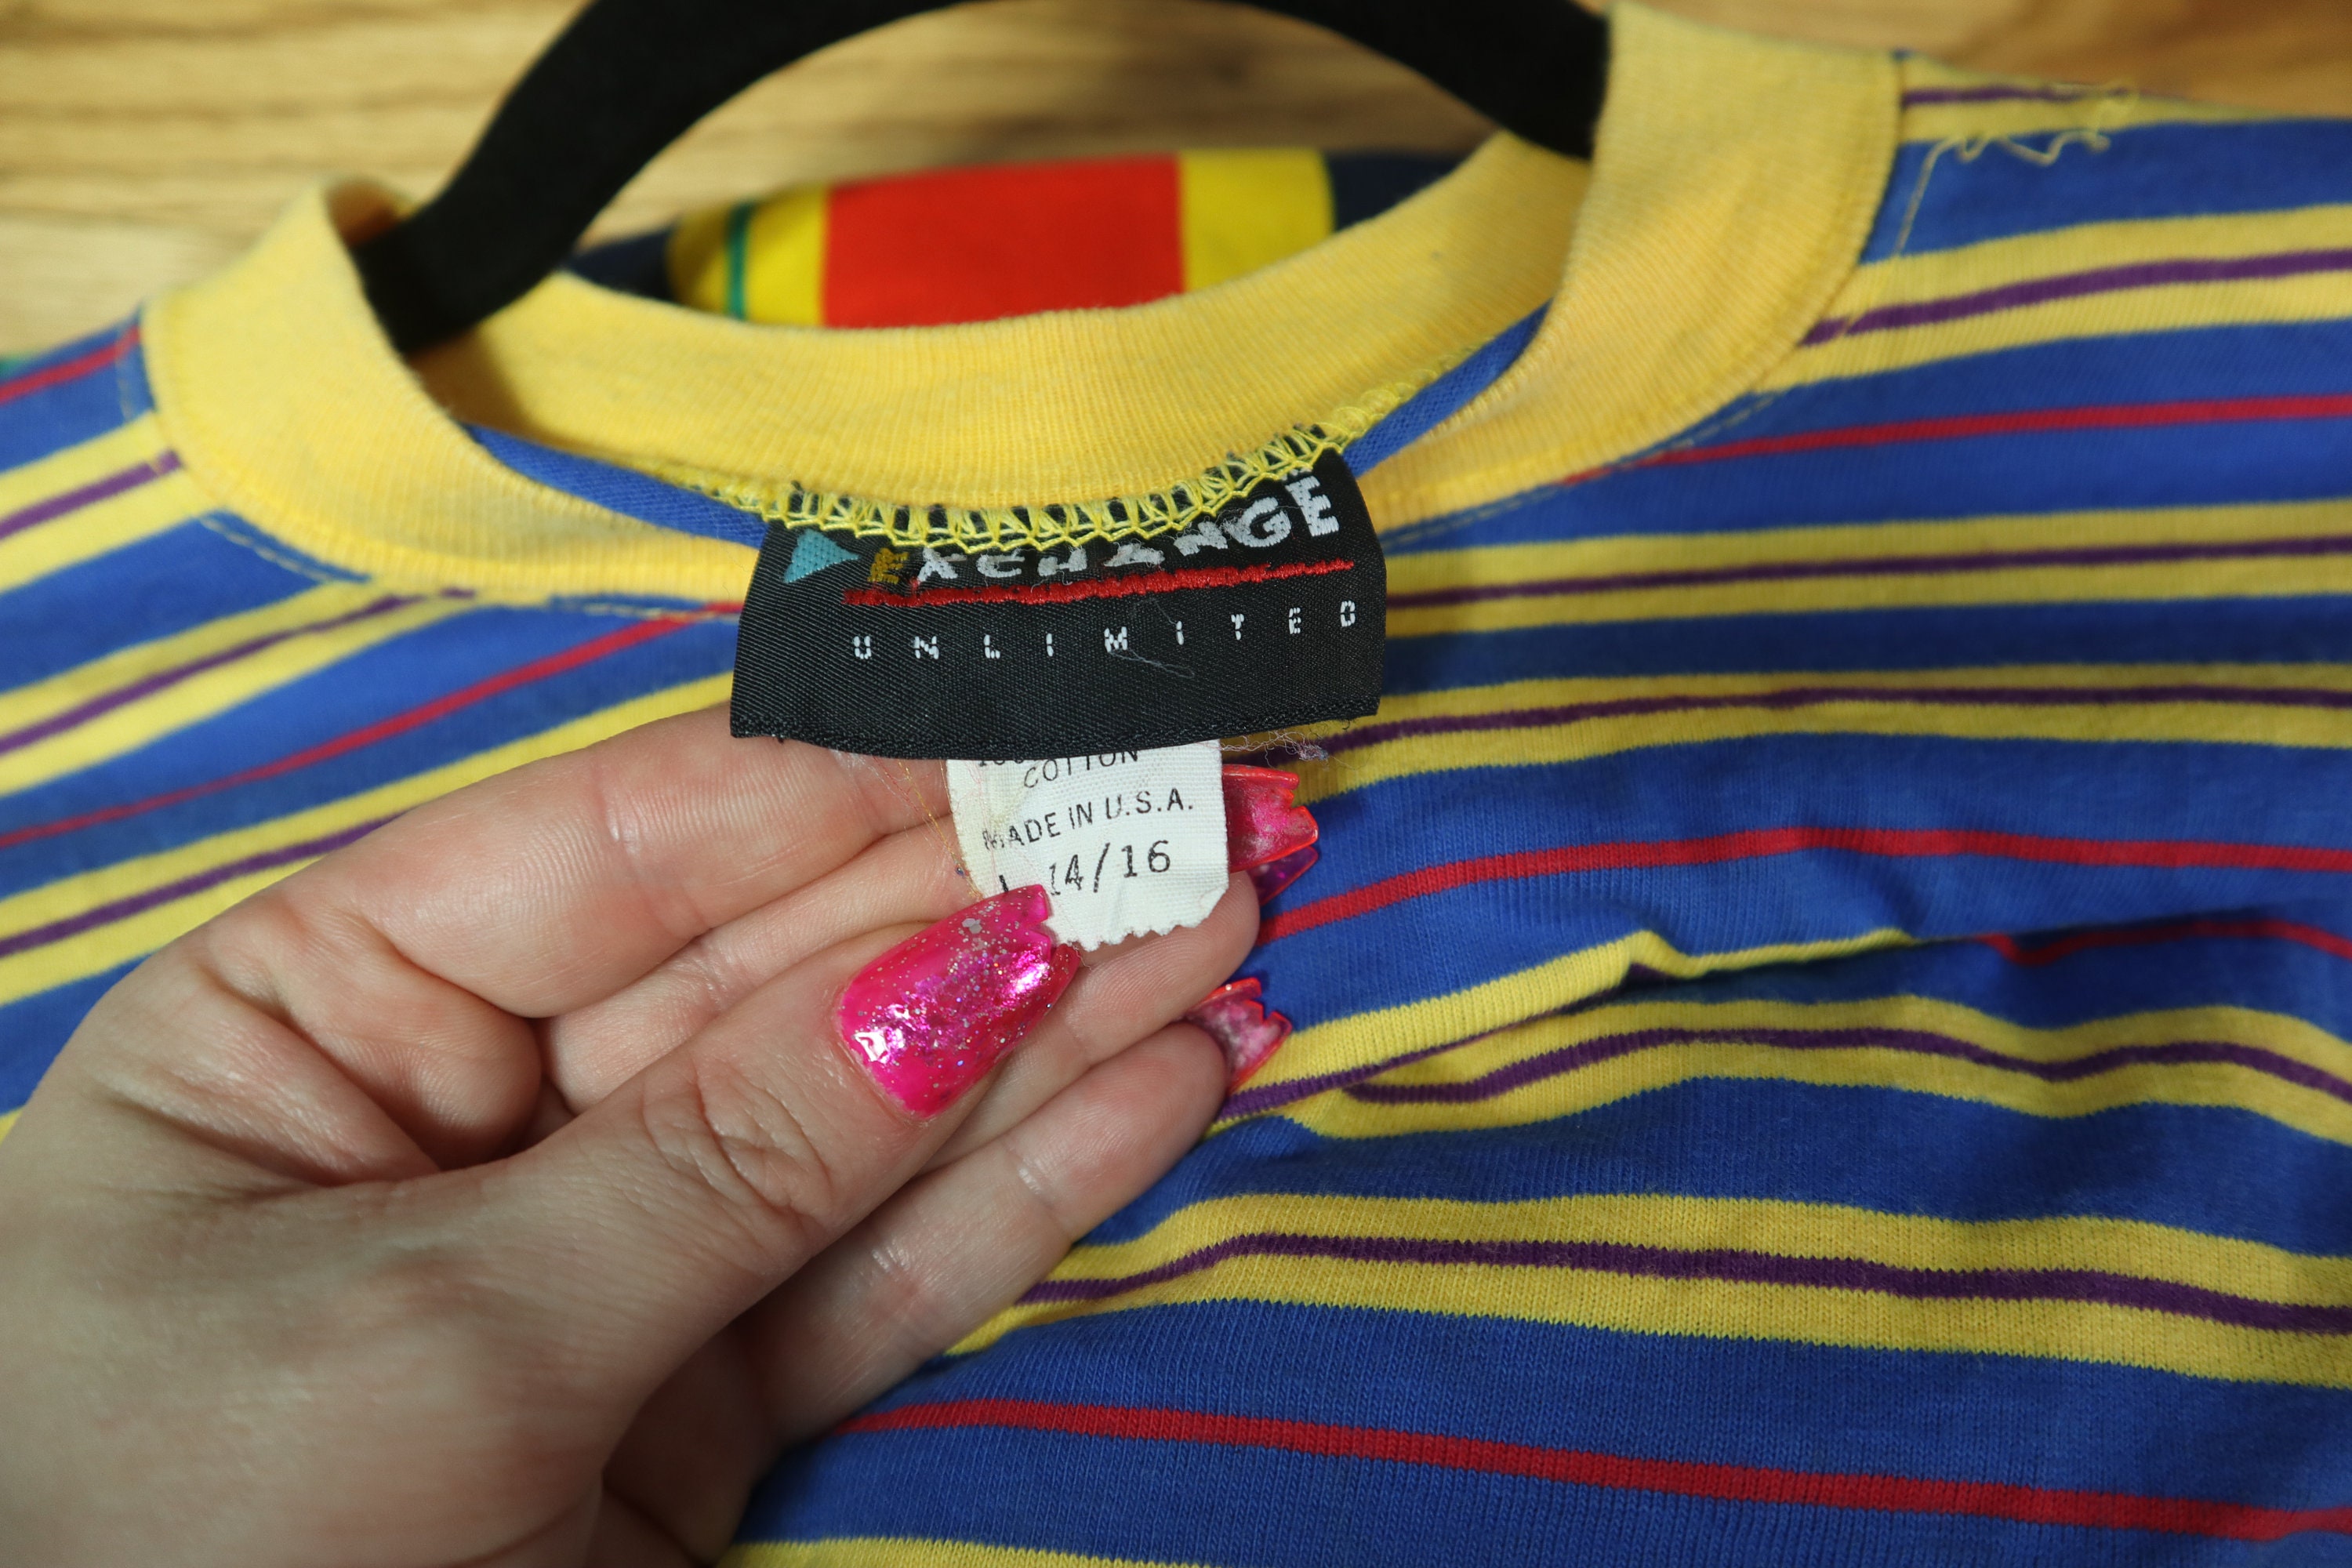 EXCHANGE
UNLIMITED
COTTON
MADE IN U.S.A.
L 14/16